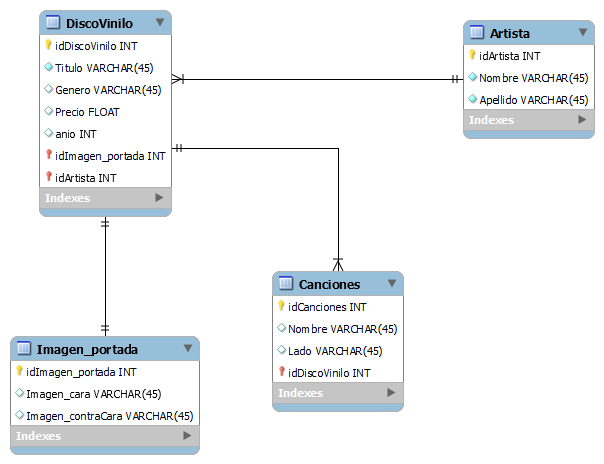 DiscoVinilo
idDiscoVinilo INT
Titulo VARCHAR(45)
Genero VARCHAR(45)
Precio FLOAT
anio INT
idImagen_portada INT
idArtista INT
Indexes
Artista
idArtista INT
Nombre VARCHAR(45)
Apellido VARCHAR(45)
Indexes
Canciones
idCanciones INT
Nombre VARCHAR(45)
Lado VARCHAR(45)
idDiscoVinilo INT
Indexes
Imagen_portada
idImagen_portada INT
Imagen_cara VARCHAR(45)
Imagen_contraCara VARCHAR(45)
Indexes